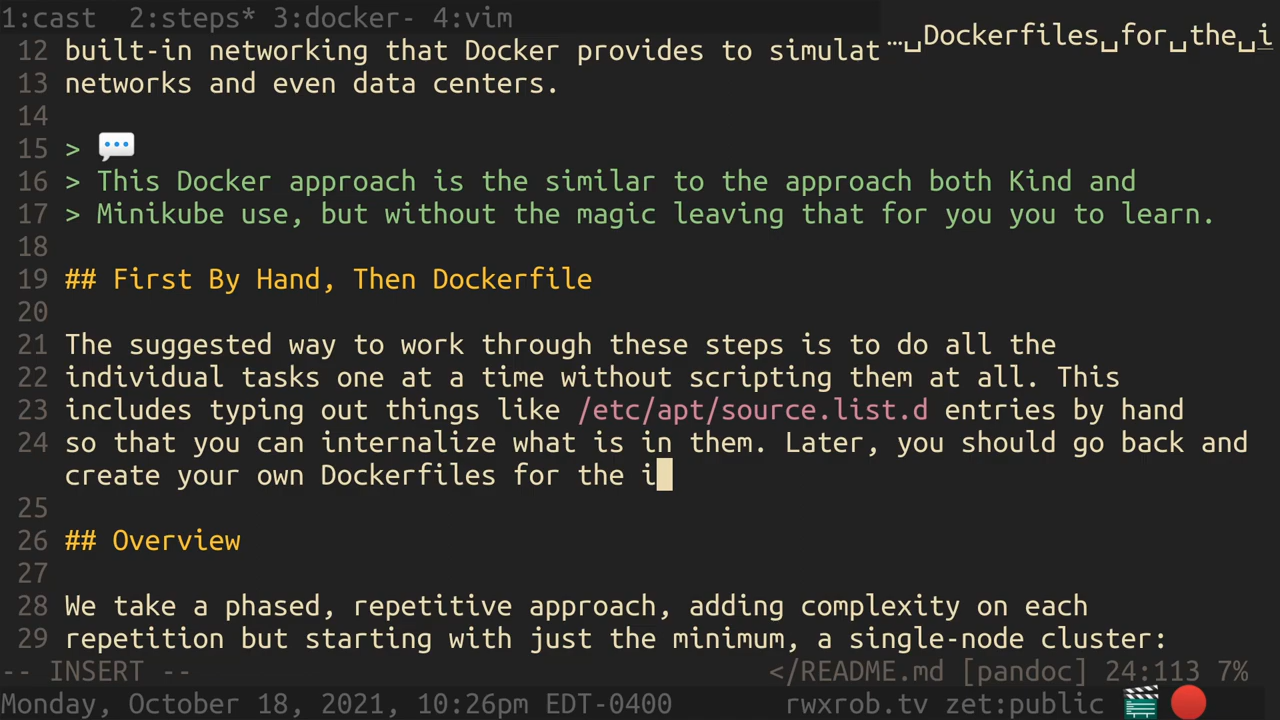 1:cast  2:steps* 3:docker- 4:vim
…␣Dockerfiles␣for␣the␣i
12 built-in networking that Docker provides to simulat
13 networks and even data centers.
14
15 > 💬
16 > This Docker approach is the similar to the approach both Kind and
17 > Minikube use, but without the magic leaving that for you you to learn.
18
19 ## First By Hand, Then Dockerfile
20
21 The suggested way to work through these steps is to do all the
22 individual tasks one at a time without scripting them at all. This
23 includes typing out things like /etc/apt/source.list.d entries by hand
24 so that you can internalize what is in them. Later, you should go back and
create your own Dockerfiles for the i
25
26 ## Overview
27
28 We take a phased, repetitive approach, adding complexity on each
29 repetition but starting with just the minimum, a single-node cluster:
-- INSERT -- </README.md [pandoc] 24:113 7%
Monday, October 18, 2021, 10:26pm EDT-0400 rwxrob.tv zet:public 🎬 🔴